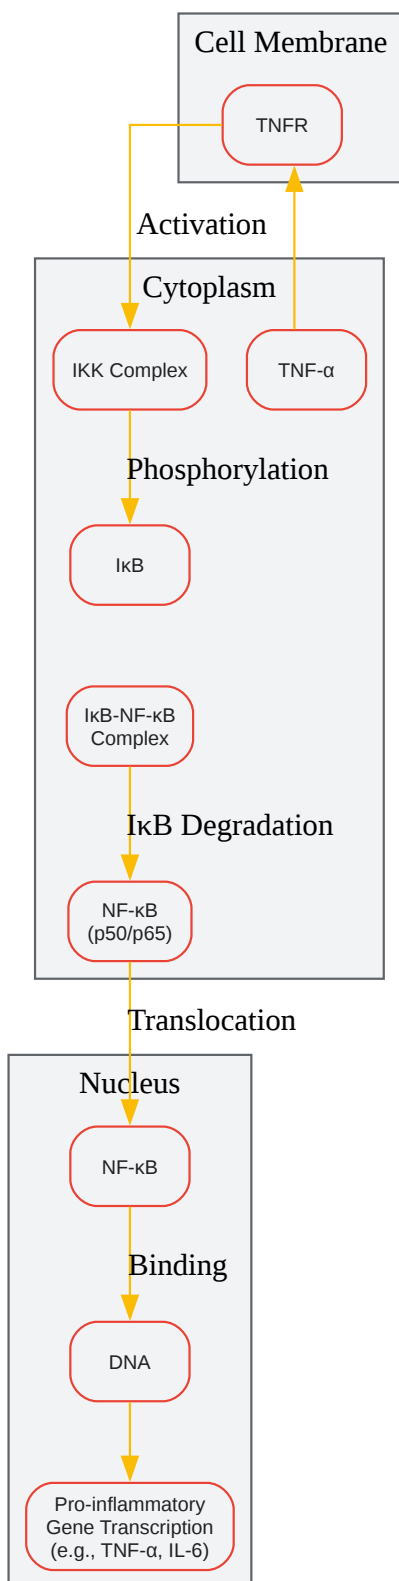 Cell Membrane
TNFR
Activation
Cytoplasm
IKK Complex
TNF-α
Phosphorylation
IκB
IκB-NF-κB
Complex
IκB Degradation
NF-κB
(p50/p65)
Translocation
Nucleus
NF-κB
Binding
DNA
Pro-inflammatory
Gene Transcription
(e.g., TNF-α, IL-6)